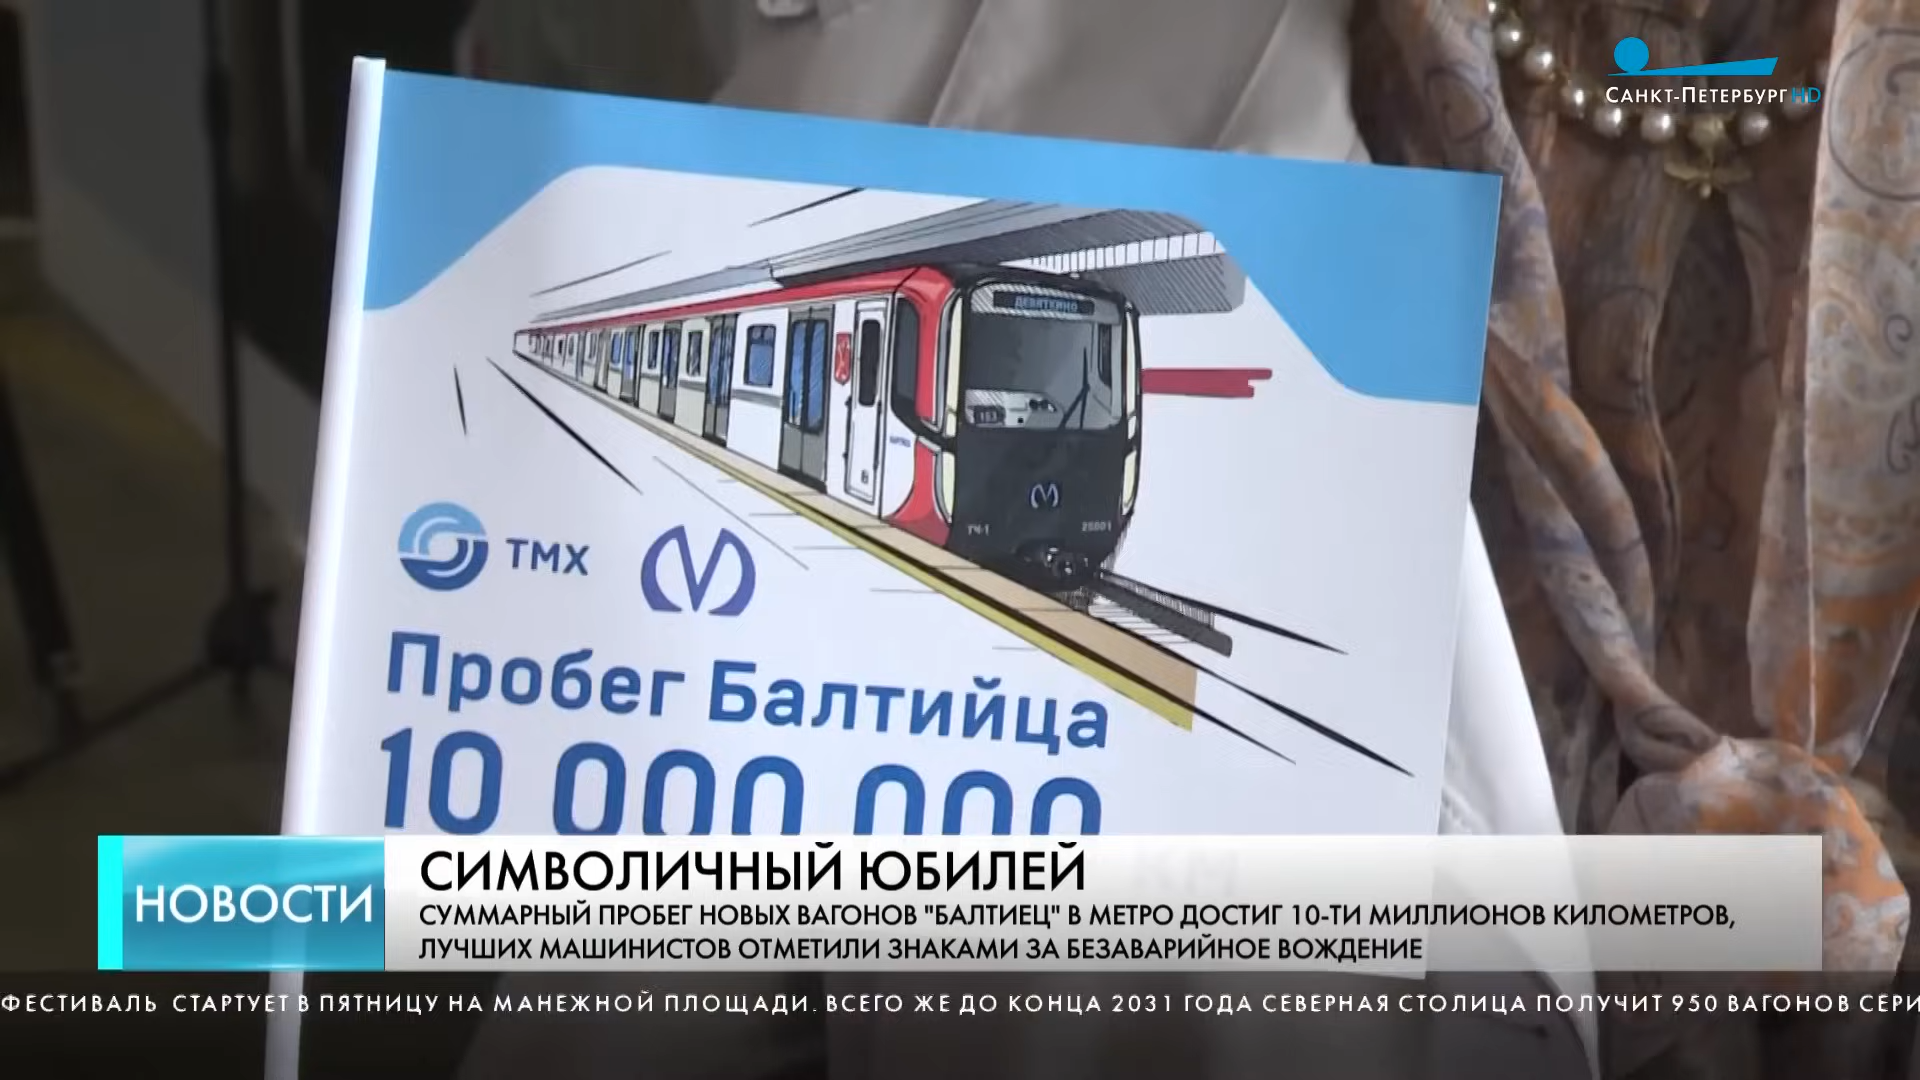 САНКТ-ПЕТЕРБУРГ HD
ДЕВЯТКИНО
ТЧ-1
ТМХ
Пробег Балтийца
10 000 000
НОВОСТИ
СИМВОЛИЧНЫЙ ЮБИЛЕЙ
СУММАРНЫЙ ПРОБЕГ НОВЫХ ВАГОНОВ "БАЛТИЕЦ" В МЕТРО ДОСТИГ 10-ТИ МИЛЛИОНОВ КИЛОМЕТРОВ,
ЛУЧШИХ МАШИНИСТОВ ОТМЕТИЛИ ЗНАКАМИ ЗА БЕЗАВАРИЙНОЕ ВОЖДЕНИЕ
ФЕСТИВАЛЬ СТАРТУЕТ В ПЯТНИЦУ НА МАНЕЖНОЙ ПЛОЩАДИ. ВСЕГО ЖЕ ДО КОНЦА 2031 ГОДА СЕВЕРНАЯ СТОЛИЦА ПОЛУЧИТ 950 ВАГОНОВ СЕРИ